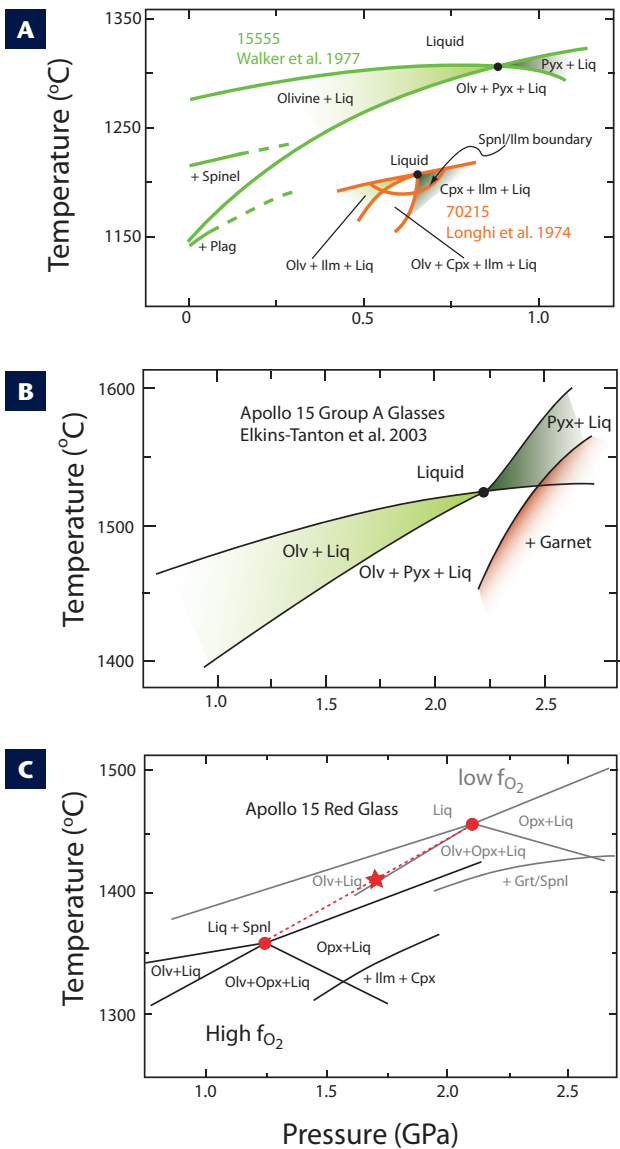 A
Temperature (ºC)
1350
1250
1150
15555
Walker et al. 1977
Liquid
Pyx + Liq
Olivine + Liq
Olv + Pyx + Liq
Spnl/Ilm boundary
Liquid
+ Spinel
Cpx + Ilm + Liq
70215
Longhi et al. 1974
+ Plag
Olv + Ilm + Liq
Olv + Cpx + Ilm + Liq
0
0.5
1.0
B
Temperature (ºC)
1600
1500
1400
Apollo 15 Group A Glasses
Elkins-Tanton et al. 2003
Pyx+ Liq
Liquid
Olv + Liq
+ Garnet
Olv + Pyx + Liq
1.0
1.5
2.0
2.5
C
Temperature (ºC)
1500
1400
1300
low fO2
Apollo 15 Red Glass
Liq
Opx+Liq
Olv+Opx+Liq
Olv+Liq
+ Grt/Spnl
Liq + Spnl
Opx+Liq
Olv+Liq
Olv+Opx+Liq
+ Ilm + Cpx
High fO2
1.0
1.5
2.0
2.5
Pressure (GPa)